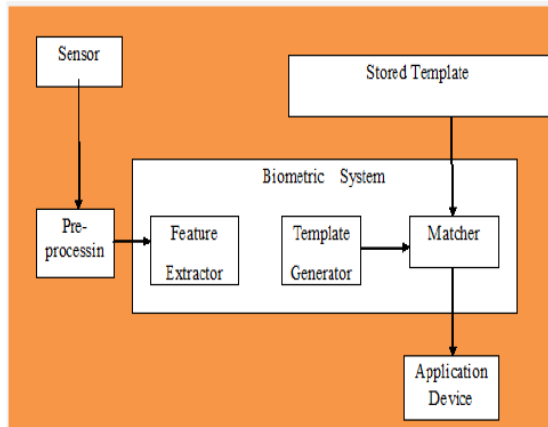 Sensor
Stored Template
Biometric System
Pre-
processin
Feature
Extractor
Template
Generator
Matcher
Application
Device